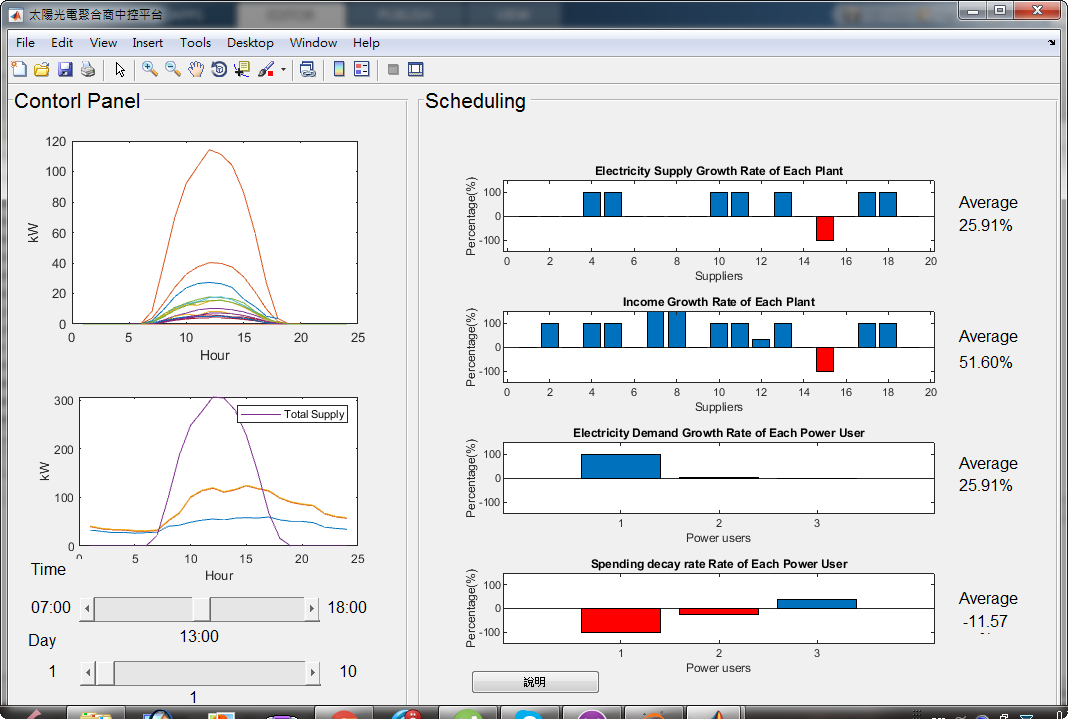 太陽光電聚合商中控平台
File Edit View Insert Tools Desktop Window Help
Contorl Panel
120
100
80
60
40
20
0
kW
0 5 10 15 20 25
Hour
Total Supply
300
200
100
0
kW
0 5 10 15 20 25
Hour
Time
07:00 18:00
13:00
Day
1 10
1
Scheduling
Electricity Supply Growth Rate of Each Plant
Percentage(%)
100
0
-100
0 2 4 6 8 10 12 14 16 18 20
Suppliers
Average
25.91%
Income Growth Rate of Each Plant
Percentage(%)
100
0
-100
0 2 4 6 8 10 12 14 16 18 20
Suppliers
Average
51.60%
Electricity Demand Growth Rate of Each Power User
Percentage(%)
100
0
-100
1 2 3
Power users
Average
25.91%
Spending decay rate Rate of Each Power User
Percentage(%)
100
0
-100
1 2 3
Power users
Average
-11.57
說明